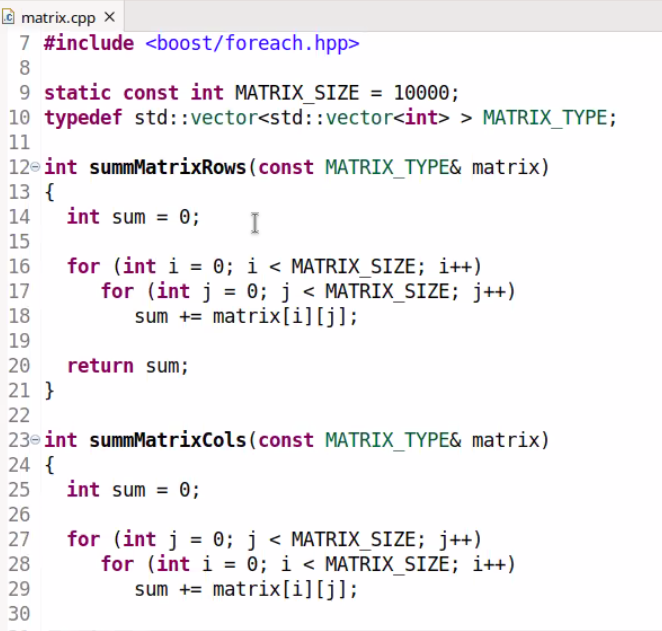 matrix.cpp
7 #include <boost/foreach.hpp>
8
9 static const int MATRIX_SIZE = 10000;
10 typedef std::vector<std::vector<int> > MATRIX_TYPE;
11
12 int summMatrixRows(const MATRIX_TYPE& matrix)
13 {
14   int sum = 0;
15
16   for (int i = 0; i < MATRIX_SIZE; i++)
17      for (int j = 0; j < MATRIX_SIZE; j++)
18         sum += matrix[i][j];
19
20   return sum;
21 }
22
23 int summMatrixCols(const MATRIX_TYPE& matrix)
24 {
25   int sum = 0;
26
27   for (int j = 0; j < MATRIX_SIZE; j++)
28      for (int i = 0; i < MATRIX_SIZE; i++)
29         sum += matrix[i][j];
30